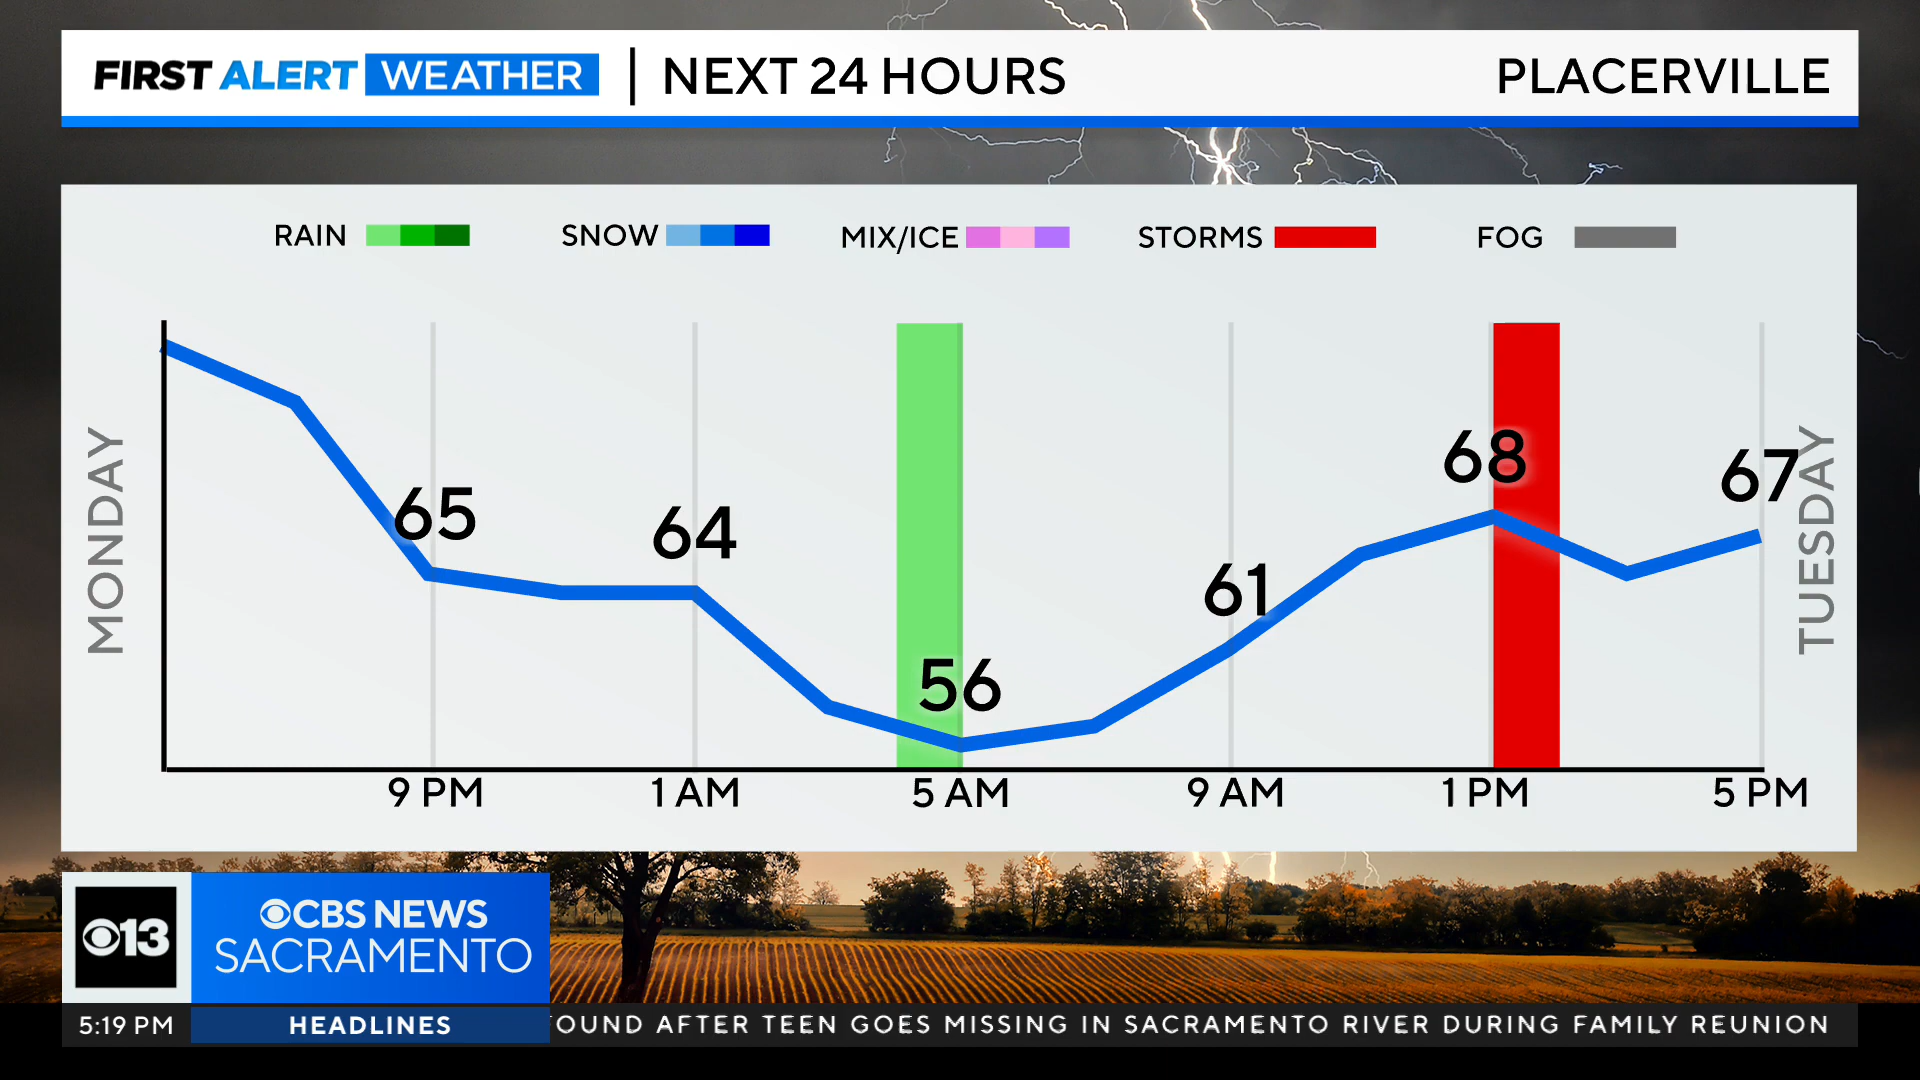 FIRST ALERT WEATHER | NEXT 24 HOURS
PLACERVILLE
RAIN
SNOW
MIX/ICE
STORMS
FOG
MONDAY
65
64
56
61
68
67
TUESDAY
9 PM
1 AM
5 AM
9 AM
1 PM
5 PM
13
CBS NEWS
SACRAMENTO
5:19 PM
HEADLINES
OUND AFTER TEEN GOES MISSING IN SACRAMENTO RIVER DURING FAMILY REUNION